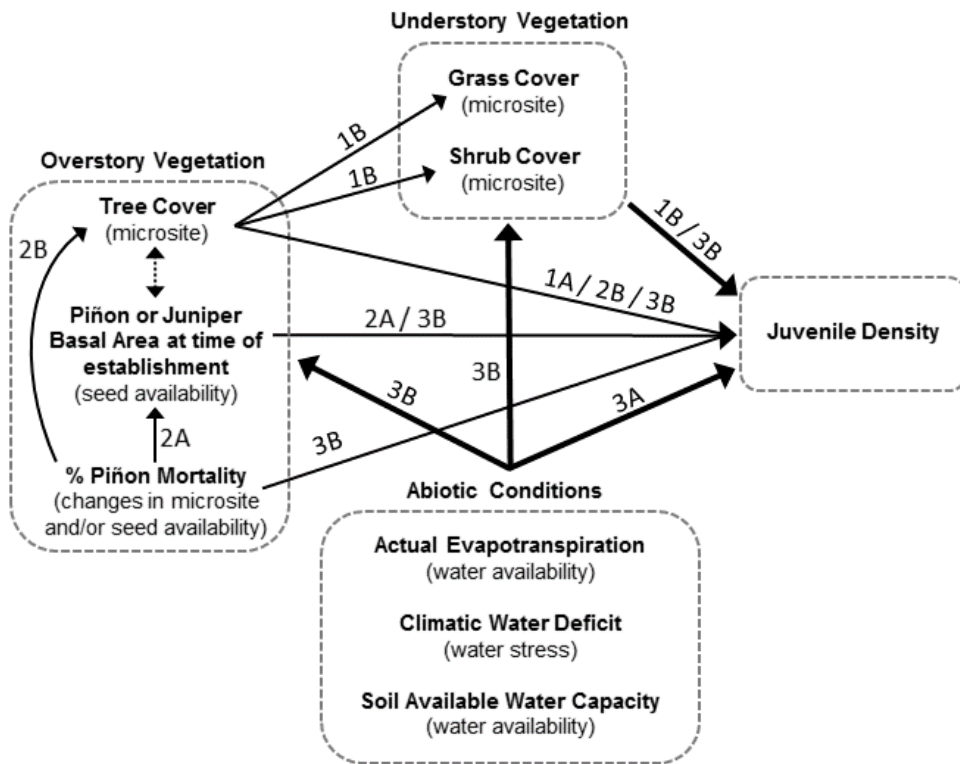 Understory Vegetation
Grass Cover
(microsite)
Shrub Cover
(microsite)
1B
1B
Overstory Vegetation
Tree Cover
(microsite)
2B
Piñon or Juniper
Basal Area at time of
establishment
(seed availability)
2A
% Piñon Mortality
(changes in microsite
and/or seed availability)
1B / 3B
1A / 2B / 3B
2A / 3B
3B
3B
3B
3A
Juvenile Density
Abiotic Conditions
Actual Evapotranspiration
(water availability)
Climatic Water Deficit
(water stress)
Soil Available Water Capacity
(water availability)